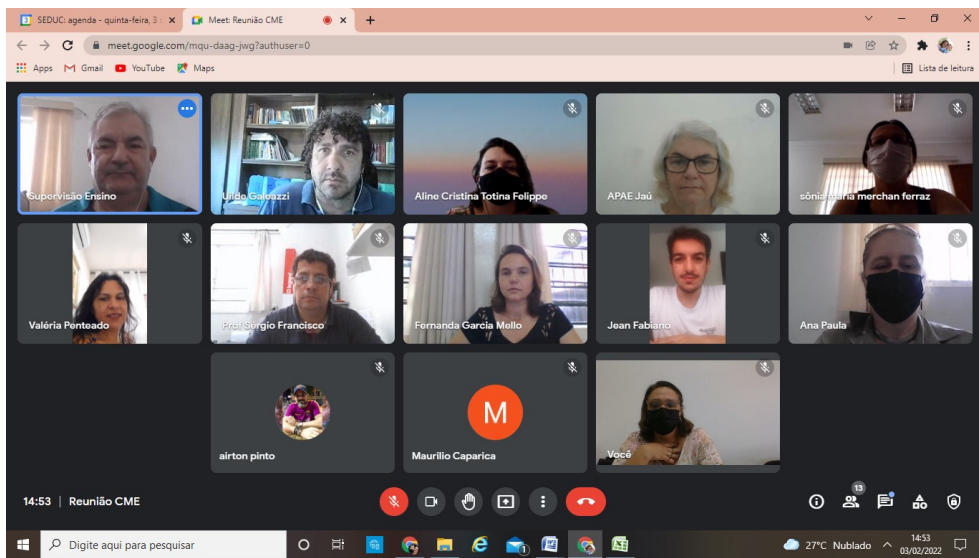 SEDUC: agenda - quinta-feira, 3
Meet: Reunião CME
meet.google.com/mqu-daag-jwg?authuser=0
Apps
Gmail
YouTube
Maps
Lista de leitura
Supervisão Ensino
Uildo Galeazzi
Aline Cristina Totina Felippe
APAE Jaú
sônia maria merchan ferraz
Valéria Penteado
Prof Sérgio Francisco
Fernanda Garcia Mello
Jean Fabiano
Ana Paula
airton pinto
M
Maurilio Caparica
Você
14:53 | Reunião CME
13
Digite aqui para pesquisar
27°C Nublado
14:53
03/02/2022